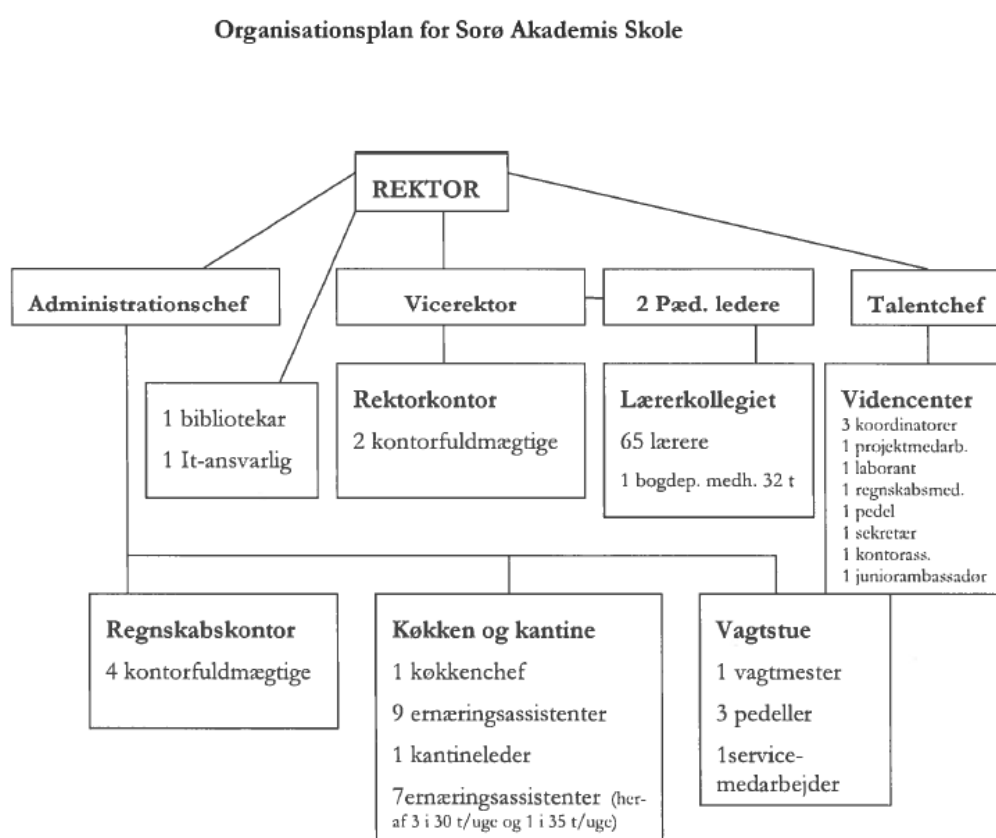 Organisationsplan for Sorø Akademis Skole
REKTOR
Administrationschef
Vicerektor
2 Pæd. ledere
Talentchef
1 bibliotekar
1 It-ansvarlig
Rektorkontor
2 kontorfuldmægtige
Lærerkollegiet
65 lærere
1 bogdep. medh. 32 t
Videncenter
3 koordinatorer
1 projektmedarb.
1 laborant
1 regnskabsmed.
1 pedel
1 sekretær
1 kontorass.
1 juniorambassadør
Regnskabskontor
4 kontorfuldmægtige
Køkken og kantine
1 køkkenchef
9 ernæringsassistenter
1 kantineleder
7ernæringsassistenter (her-
af 3 i 30 t/uge og 1 i 35 t/uge)
Vagtstue
1 vagtmester
3 pedeller
1service-
medarbejder